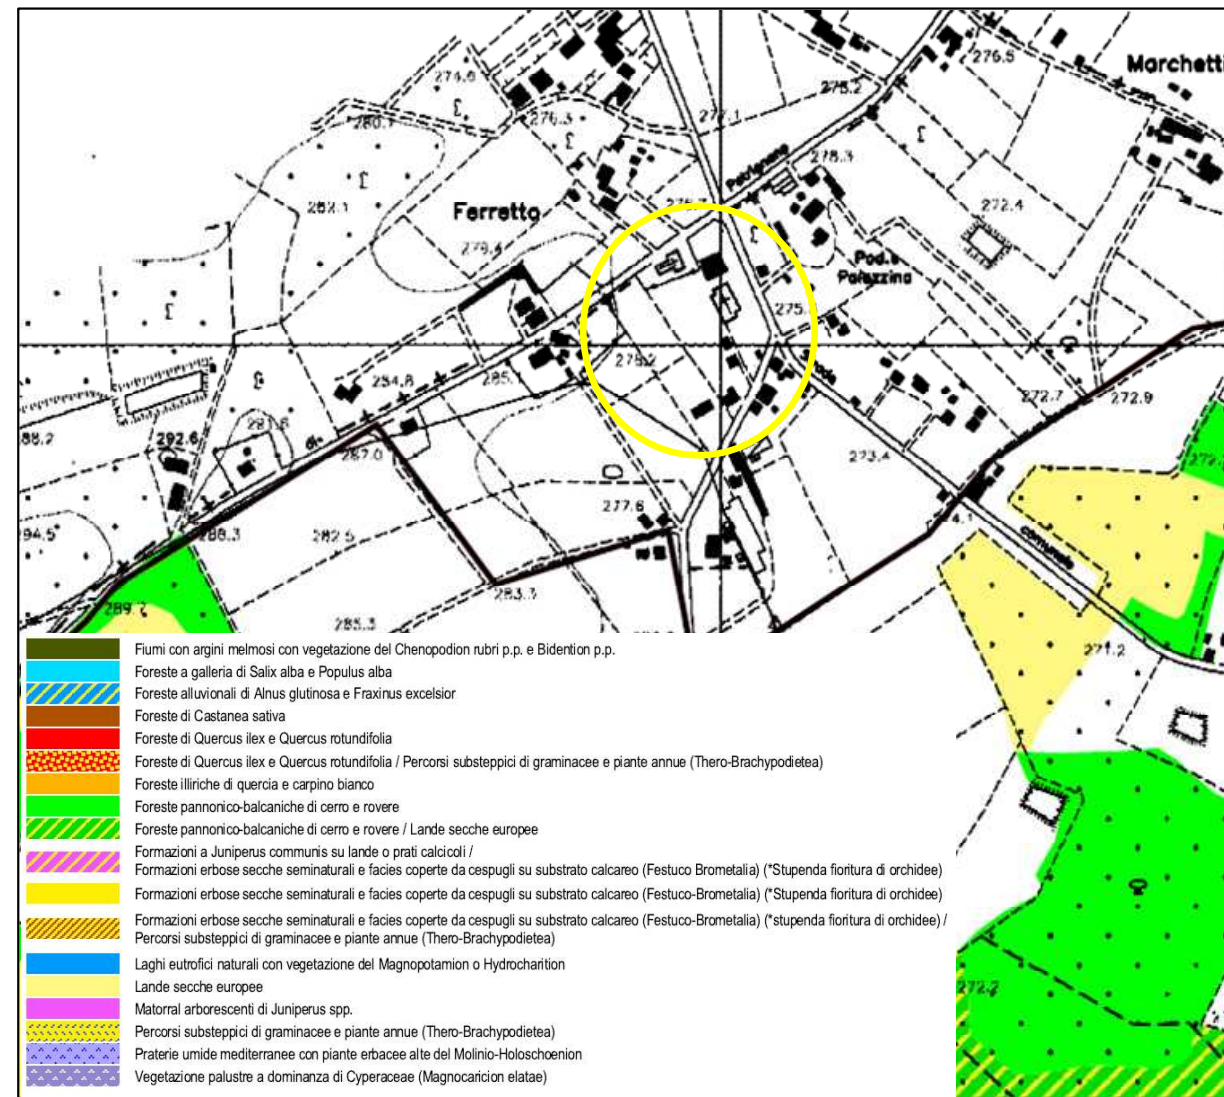 276.5
Marchetti
274.6
276.2
280.1
276.3
277.1
Petrignano
278.3
282.1
Ferretto
272.4
279.4
Pod.e
Palazzina
275.
278.2
254.8
285.
272.7
272.9
88.2
292.6
di
287.0
273.4
277.6
294.5
288.3
282.5
274.1
comunale
283.3
289.2
285.3
271.2
272.2
Fiumi con argini melmosi con vegetazione del Chenopodion rubri p.p. e Bidention p.p.
Foreste a galleria di Salix alba e Populus alba
Foreste alluvionali di Alnus glutinosa e Fraxinus excelsior
Foreste di Castanea sativa
Foreste di Quercus ilex e Quercus rotundifolia
Foreste di Quercus ilex e Quercus rotundifolia / Percorsi substeppici di graminacee e piante annue (Thero-Brachypodietea)
Foreste illiriche di quercia e carpino bianco
Foreste pannonico-balcaniche di cerro e rovere
Foreste pannonico-balcaniche di cerro e rovere / Lande secche europee
Formazioni a Juniperus communis su lande o prati calcicoli /
Formazioni erbose secche seminaturali e facies coperte da cespugli su substrato calcareo (Festuco Brometalia) (*Stupenda fioritura di orchidee)
Formazioni erbose secche seminaturali e facies coperte da cespugli su substrato calcareo (Festuco-Brometalia) (*Stupenda fioritura di orchidee)
Formazioni erbose secche seminaturali e facies coperte da cespugli su substrato calcareo (Festuco-Brometalia) (*stupenda fioritura di orchidee) /
Percorsi substeppici di graminacee e piante annue (Thero-Brachypodietea)
Laghi eutrofici naturali con vegetazione del Magnopotamion o Hydrocharition
Lande secche europee
Matorral arborescenti di Juniperus spp.
Percorsi substeppici di graminacee e piante annue (Thero-Brachypodietea)
Praterie umide mediterranee con piante erbacee alte del Molinio-Holoschoenion
Vegetazione palustre a dominanza di Cyperaceae (Magnocaricion elatae)